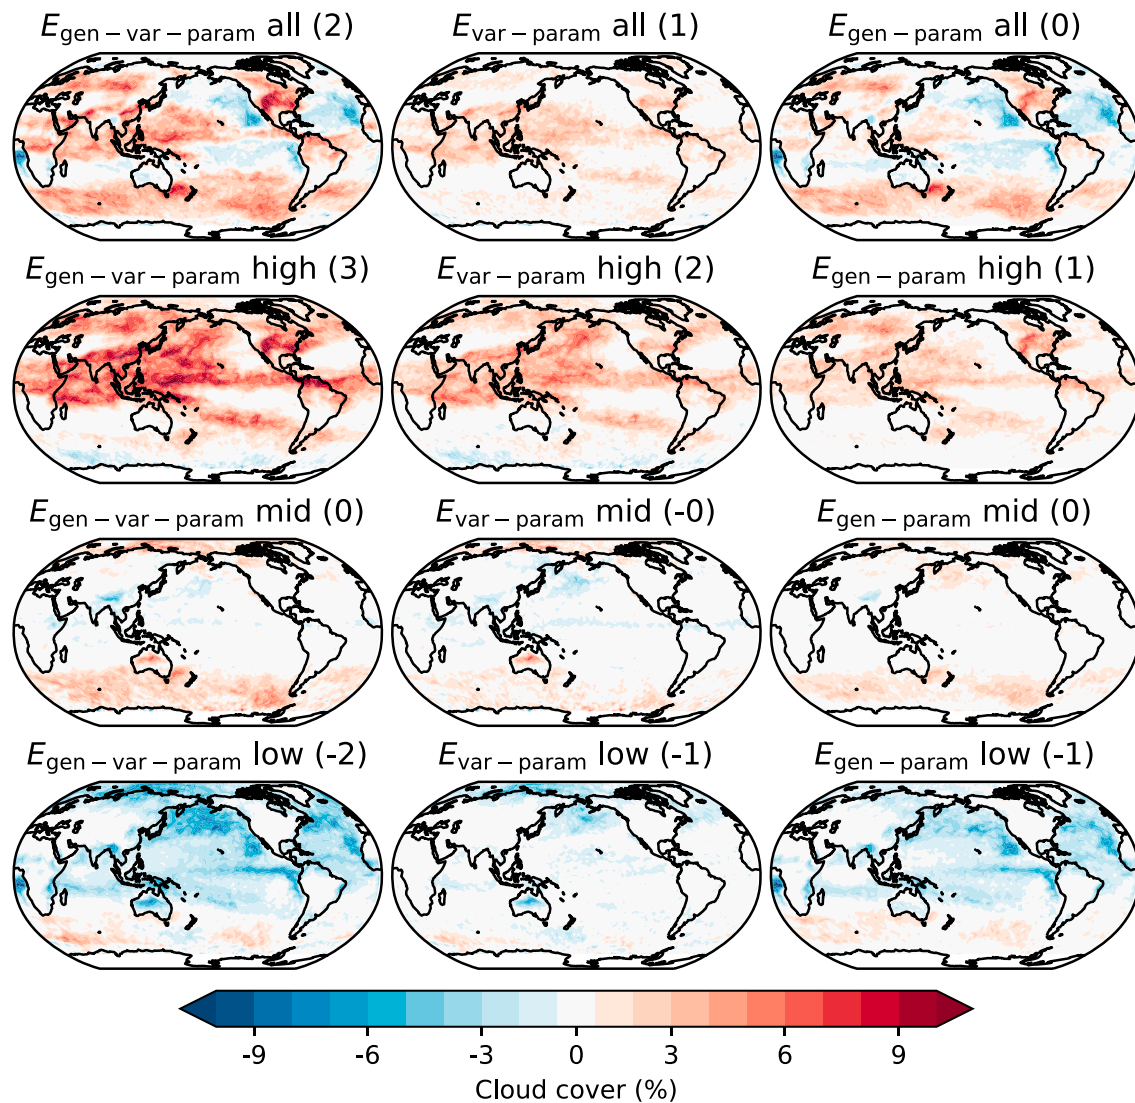 E_gen−var−param all (2) E_var−param all (1) E_gen−param all (0)
E_gen−var−param high (3) E_var−param high (2) E_gen−param high (1)
E_gen−var−param mid (0) E_var−param mid (-0) E_gen−param mid (0)
E_gen−var−param low (-2) E_var−param low (-1) E_gen−param low (-1)
-9 -6 -3 0 3 6 9
Cloud cover (%)